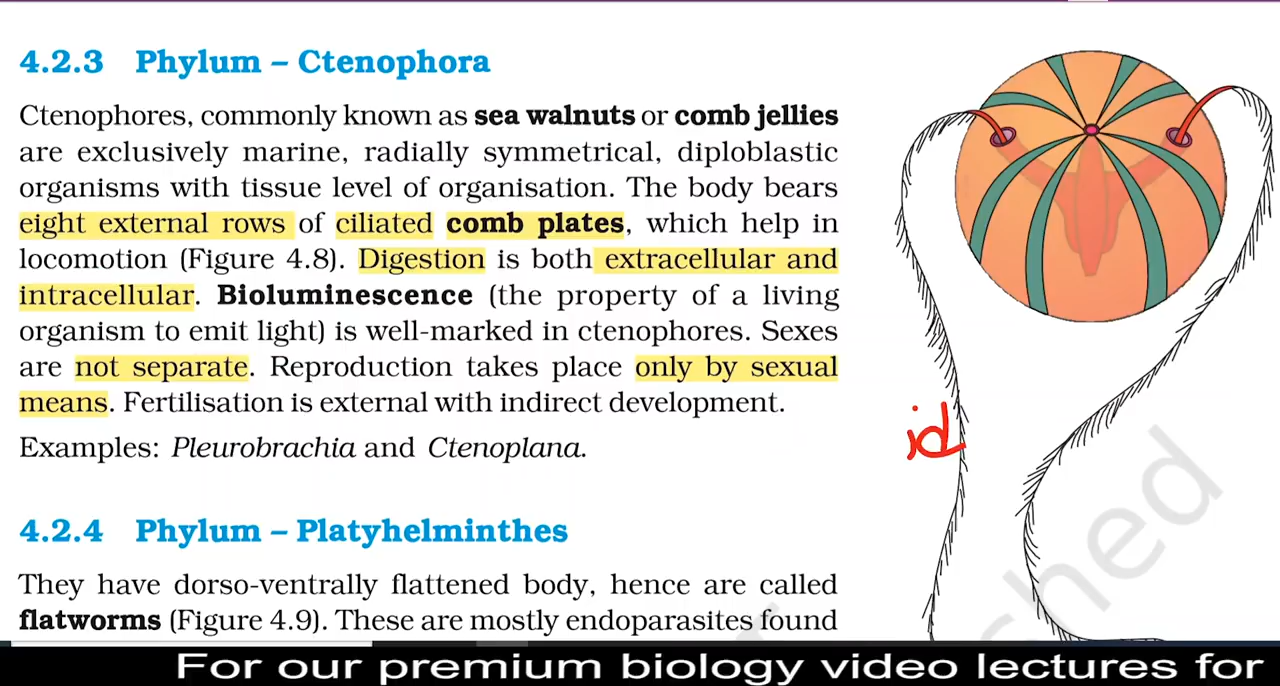 4.2.3 Phylum – Ctenophora
Ctenophores, commonly known as sea walnuts or comb jellies
are exclusively marine, radially symmetrical, diploblastic
organisms with tissue level of organisation. The body bears
eight external rows of ciliated comb plates, which help in
locomotion (Figure 4.8). Digestion is both extracellular and
intracellular. Bioluminescence (the property of a living
organism to emit light) is well-marked in ctenophores. Sexes
are not separate. Reproduction takes place only by sexual
means. Fertilisation is external with indirect development.
Examples: Pleurobrachia and Ctenoplana.
id
4.2.4 Phylum – Platyhelminthes
They have dorso-ventrally flattened body, hence are called
flatworms (Figure 4.9). These are mostly endoparasites found
For our premium biology video lectures for